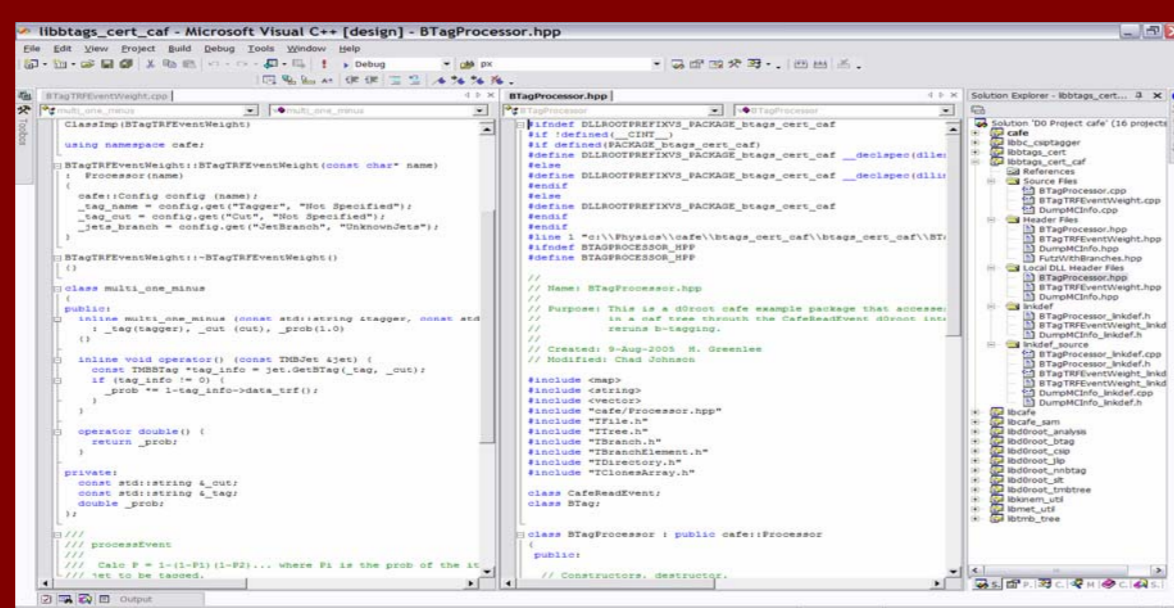 libbtags_cert_caf - Microsoft Visual C++ [design] - BTagProcessor.hpp
File Edit View Project Build Debug Tools Window Help
Debug px
BTagTRFEventWeight.cpp
multi_one_minus multi_one_minus
ClassImp(BTagTRFEventWeight)
using namespace cafe;
BTagTRFEventWeight::BTagTRFEventWeight(const char* name)
: Processor(name)
{
cafe::Config config (name);
_tag_name = config.get("Tagger", "Not Specified");
_tag_cut = config.get("Cut", "Not Specified");
_jets_branch = config.get("JetBranch", "UnknownJets");
}
BTagTRFEventWeight::~BTagTRFEventWeight()
{}
class multi_one_minus
{
public:
inline multi_one_minus (const std::string &tagger, const std
: _tag(tagger), _cut (cut), _prob(1.0)
{}
inline void operator() (const TMBJet &jet) {
const TMBBTag *tag_info = jet.GetBTag(_tag, _cut);
if (tag_info != 0) {
_prob *= 1-tag_info->data_trf();
}
}
operator double() {
return _prob;
}
private:
const std::string &_cut;
const std::string &_tag;
double _prob;
};
///
/// processEvent
///
/// Calc P = 1-(1-P1)(1-P2)... where Pi is the prob of the it
/// jet to be tagged.
BTagProcessor.hpp
BTagProcessor BTagProcessor
#ifndef DLLROOTPREFIXVS_PACKAGE_btags_cert_caf
#if !defined(__CINT__)
#if defined(PACKAGE_btags_cert_caf)
#define DLLROOTPREFIXVS_PACKAGE_btags_cert_caf __declspec(dlle
#else
#define DLLROOTPREFIXVS_PACKAGE_btags_cert_caf __declspec(dlli
#endif
#else
#define DLLROOTPREFIXVS_PACKAGE_btags_cert_caf
#endif
#endif
#line 1 "c:\\Physics\\cafe\\btags_cert_caf\\btags_cert_caf\\BT
#ifndef BTAGPROCESSOR_HPP
#define BTAGPROCESSOR_HPP
//
// Name: BTagProcessor.hpp
//
// Purpose: This is a d0root cafe example package that accesse
// in a caf tree throuth the CafeReadEvent d0root inte
// reruns b-tagging.
//
// Created: 9-Aug-2005 H. Greenlee
// Modified: Chad Johnson
#include <map>
#include <string>
#include <vector>
#include "cafe/Processor.hpp"
#include "TFile.h"
#include "TTree.h"
#include "TBranch.h"
#include "TBranchElement.h"
#include "TDirectory.h"
#include "TClonesArray.h"
class CafeReadEvent;
class BTag;
class BTagProcessor : public cafe::Processor
{
public:
// Constructors, destructor.
Solution Explorer - libbtags_cert...
Solution 'D0 Project cafe' (16 projects
cafe
libbc_csiptagger
libbtags_cert
libbtags_cert_caf
References
Source Files
BTagProcessor.cpp
BTagTRFEventWeight.cpp
DumpMCInfo.cpp
Header Files
BTagProcessor.hpp
BTagTRFEventWeight.hpp
DumpMCInfo.hpp
FutzWithBranches.hpp
Local DLL Header Files
BTagProcessor.hpp
BTagTRFEventWeight.hpp
DumpMCInfo.hpp
linkdef
BTagProcessor_linkdef.h
BTagTRFEventWeight_linkd
DumpMCInfo_linkdef.h
linkdef_source
BTagProcessor_linkdef.cpp
BTagProcessor_linkdef.h
BTagTRFEventWeight_linkd
BTagTRFEventWeight_linkd
DumpMCInfo_linkdef.cpp
DumpMCInfo_linkdef.h
libcafe
libcafe_sam
libd0root_analysis
libd0root_btag
libd0root_csip
libd0root_jlip
libd0root_nnbtag
libd0root_slt
libd0root_tmbtree
libkinem_util
libmet_util
libtmb_tree
S. P. C. M C. S.
Toolbox
Output